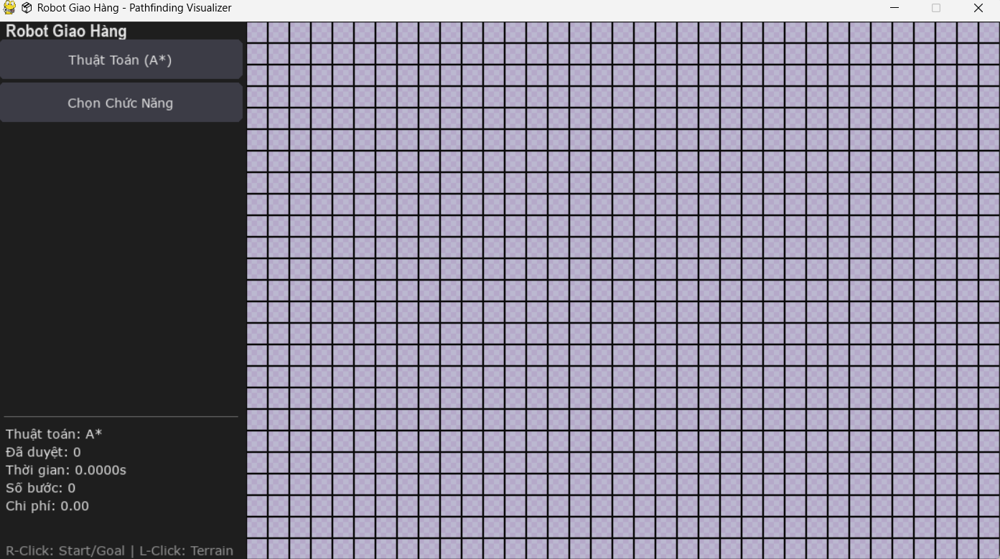 Robot Giao Hàng - Pathfinding Visualizer
Robot Giao Hàng
Thuật Toán (A*)
Chọn Chức Năng
Thuật toán: A*
Đã duyệt: 0
Thời gian: 0.0000s
Số bước: 0
Chi phí: 0.00
R-Click: Start/Goal | L-Click: Terrain